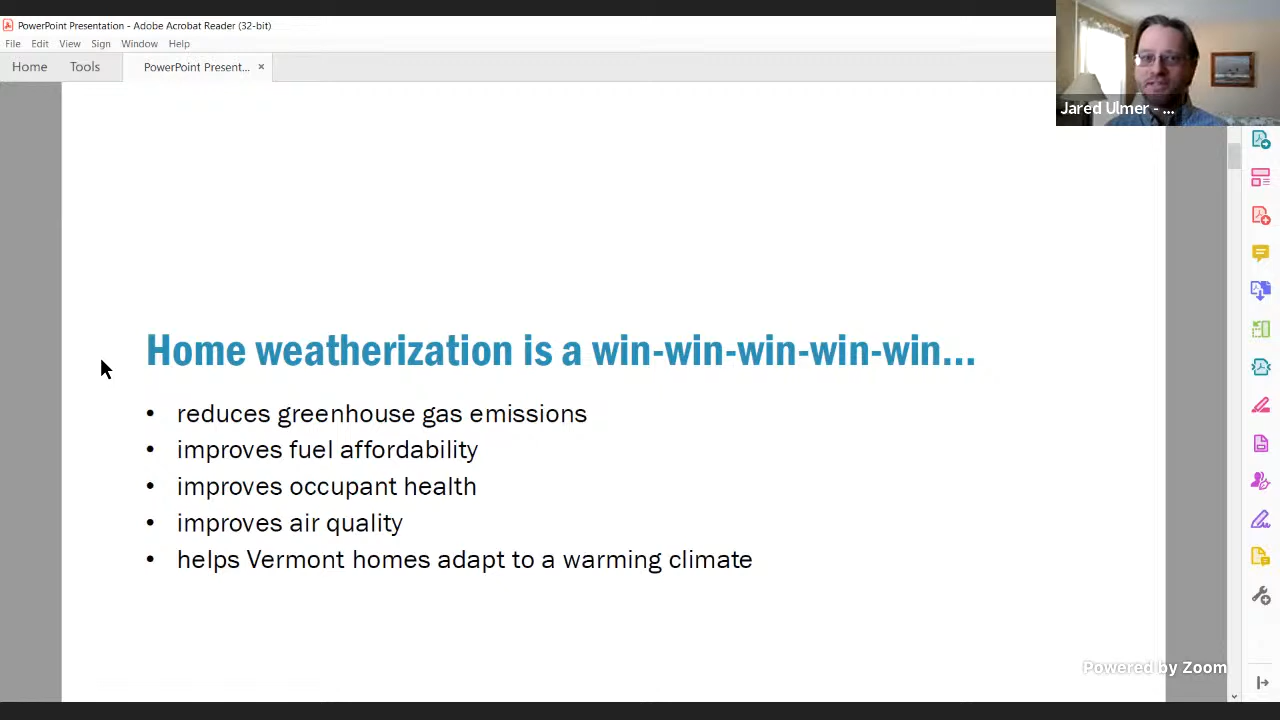 PowerPoint Presentation - Adobe Acrobat Reader (32-bit)
File Edit View Sign Window Help
Home Tools PowerPoint Present... ×
Jared Ulmer - ...
Home weatherization is a win-win-win-win-win...
• reduces greenhouse gas emissions
• improves fuel affordability
• improves occupant health
• improves air quality
• helps Vermont homes adapt to a warming climate
Powered by Zoom